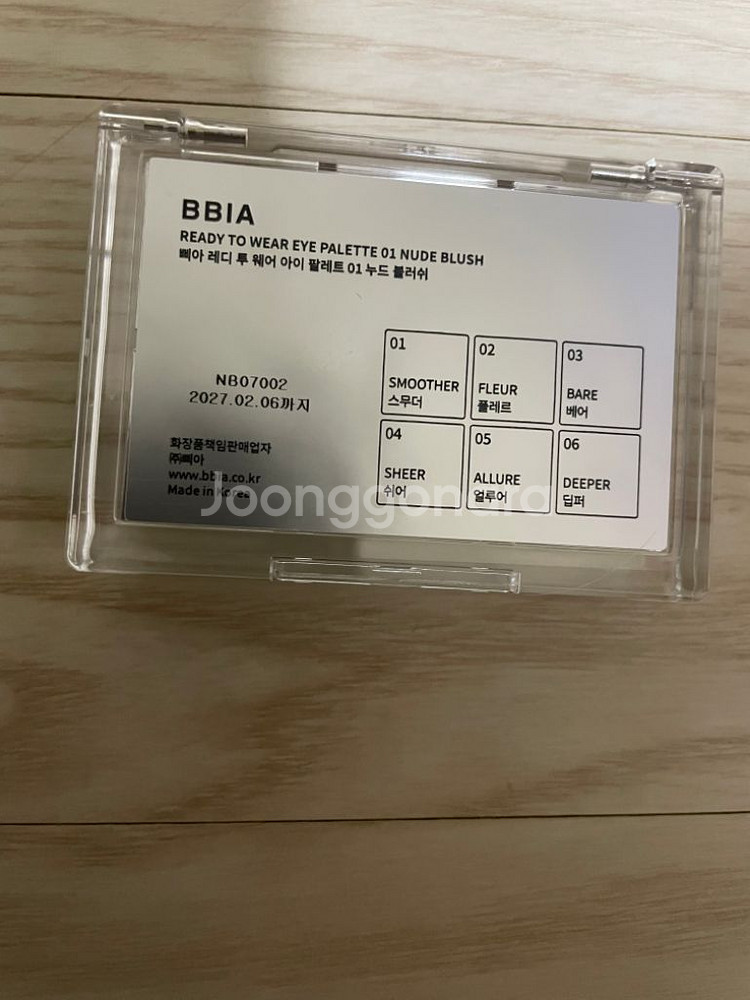 BBIA
READY TO WEAR EYE PALETTE 01 NUDE BLUSH
삐아 레디 투 웨어 아이 팔레트 01 누드 블러쉬
01
SMOOTHER
스무더
02
FLEUR
플레르
03
BARE
베어
04
SHEER
쉬어
05
ALLURE
얼루어
06
DEEPER
딥퍼
NB07002
2027.02.06까지
화장품책임판매업자
㈜삐아
www.bbia.co.kr
Made in Korea
Joonggonara